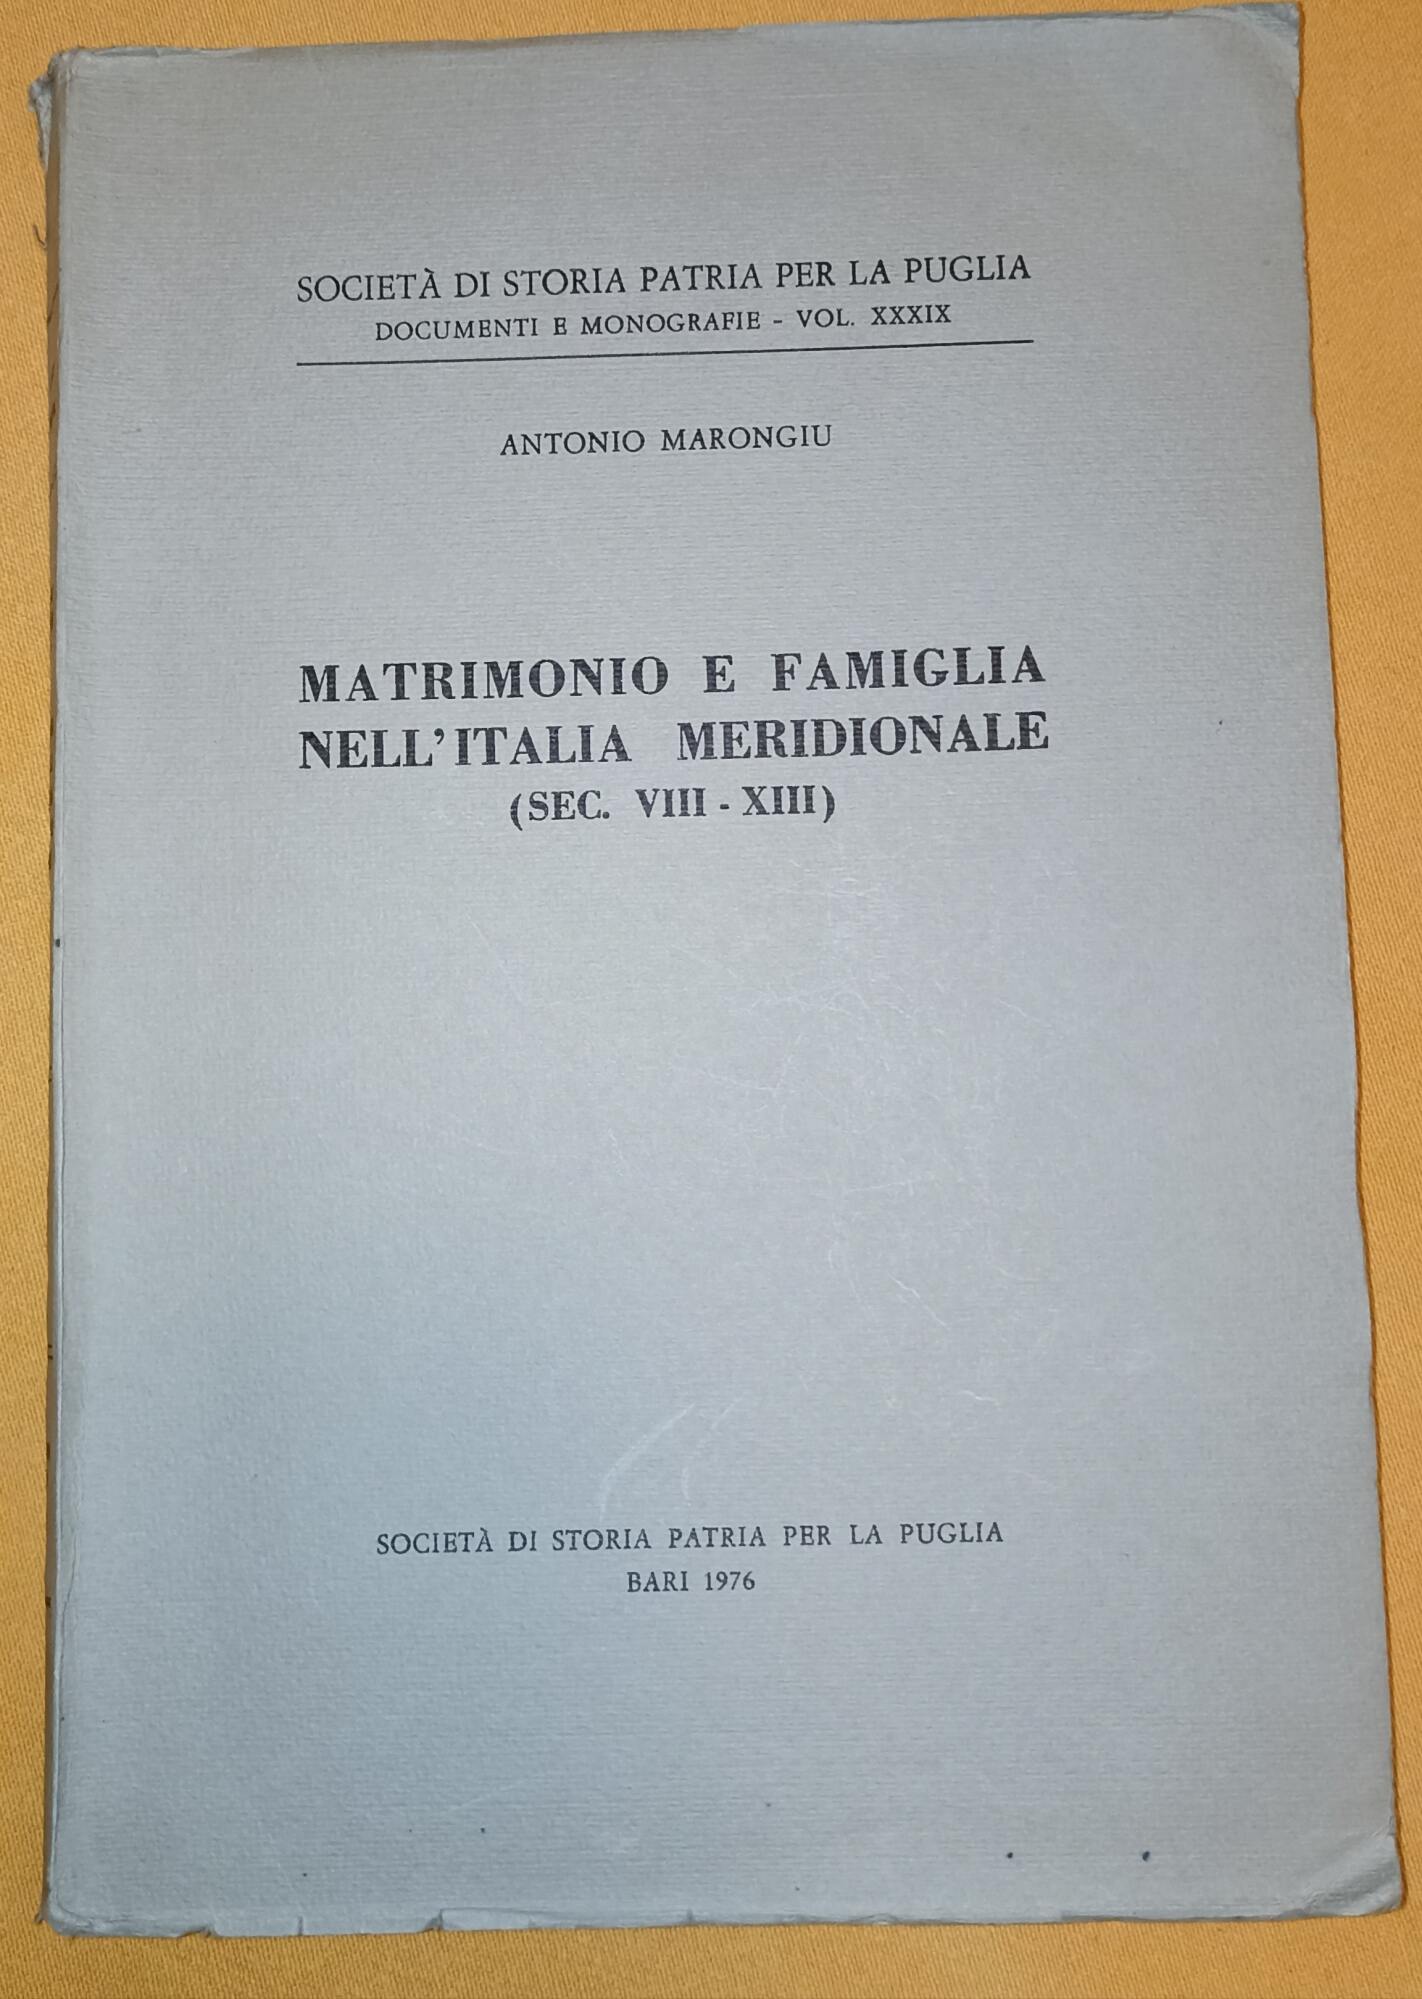 SOCIETÀ DI STORIA PATRIA PER LA PUGLIA
DOCUMENTI E MONOGRAFIE - VOL. XXXIX
ANTONIO MARONGIU
MATRIMONIO E FAMIGLIA
NELL'ITALIA MERIDIONALE
(SEC. VIII - XIII)
SOCIETÀ DI STORIA PATRIA PER LA PUGLIA
BARI 1976